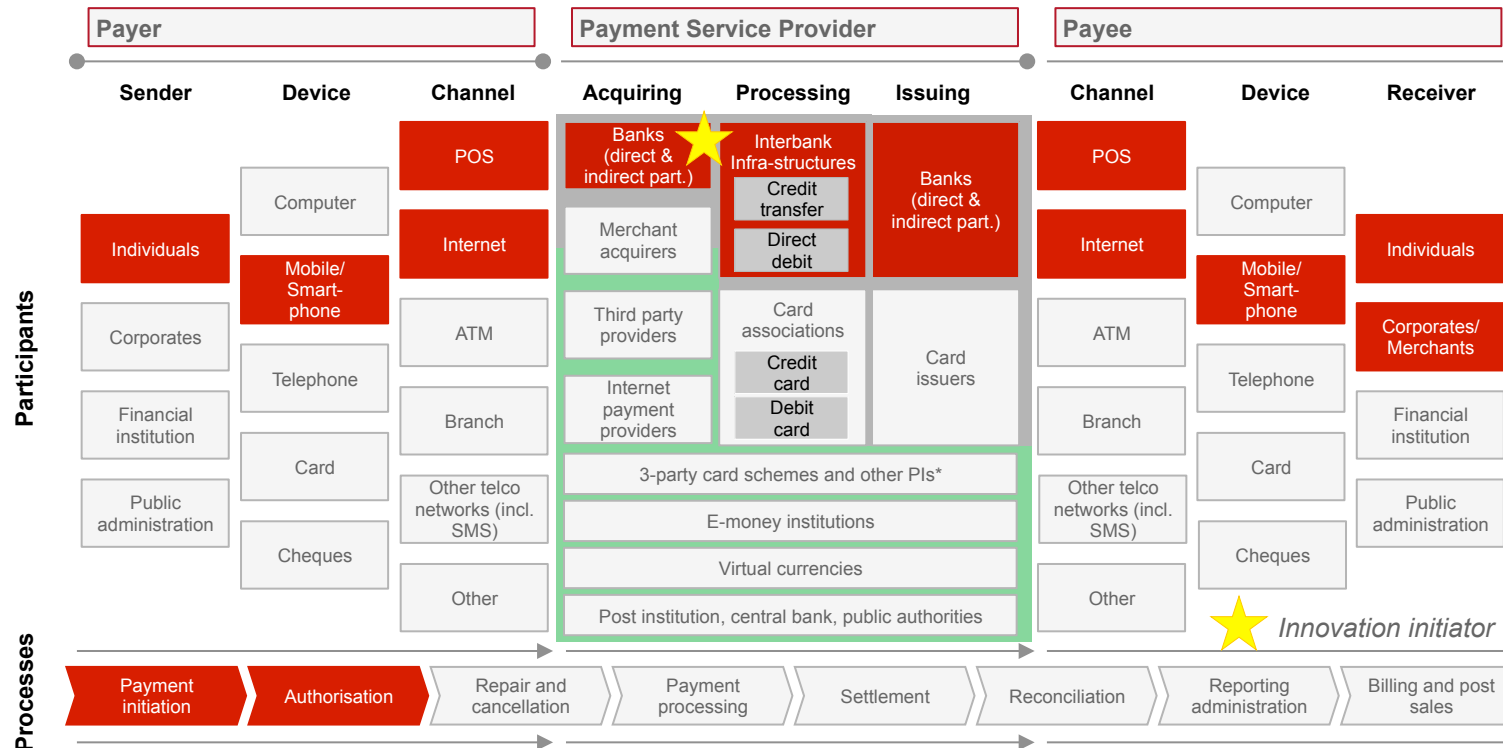 Payer
Payment Service Provider
Payee
Sender
Device
Channel
Acquiring
Processing
Issuing
Channel
Device
Receiver
Participants
Individuals
Corporates
Financial
institution
Public
administration
Computer
Mobile/
Smart-
phone
Telephone
Card
Cheques
POS
Internet
ATM
Branch
Other telco
networks (incl.
SMS)
Other
Banks
(direct &
indirect part.)
Merchant
acquirers
Third party
providers
Internet
payment
providers
Interbank
Infra-structures
Credit
transfer
Direct
debit
Card
associations
Credit
card
Debit
card
Banks
(direct &
indirect part.)
Card
issuers
3-party card schemes and other PIs*
E-money institutions
Virtual currencies
Post institution, central bank, public authorities
POS
Internet
ATM
Branch
Other telco
networks (incl.
SMS)
Other
Computer
Mobile/
Smart-
phone
Telephone
Card
Cheques
Individuals
Corporates/
Merchants
Financial
institution
Public
administration
Innovation initiator
Processes
Payment
initiation
Authorisation
Repair and
cancellation
Payment
processing
Settlement
Reconciliation
Reporting
administration
Billing and post
sales